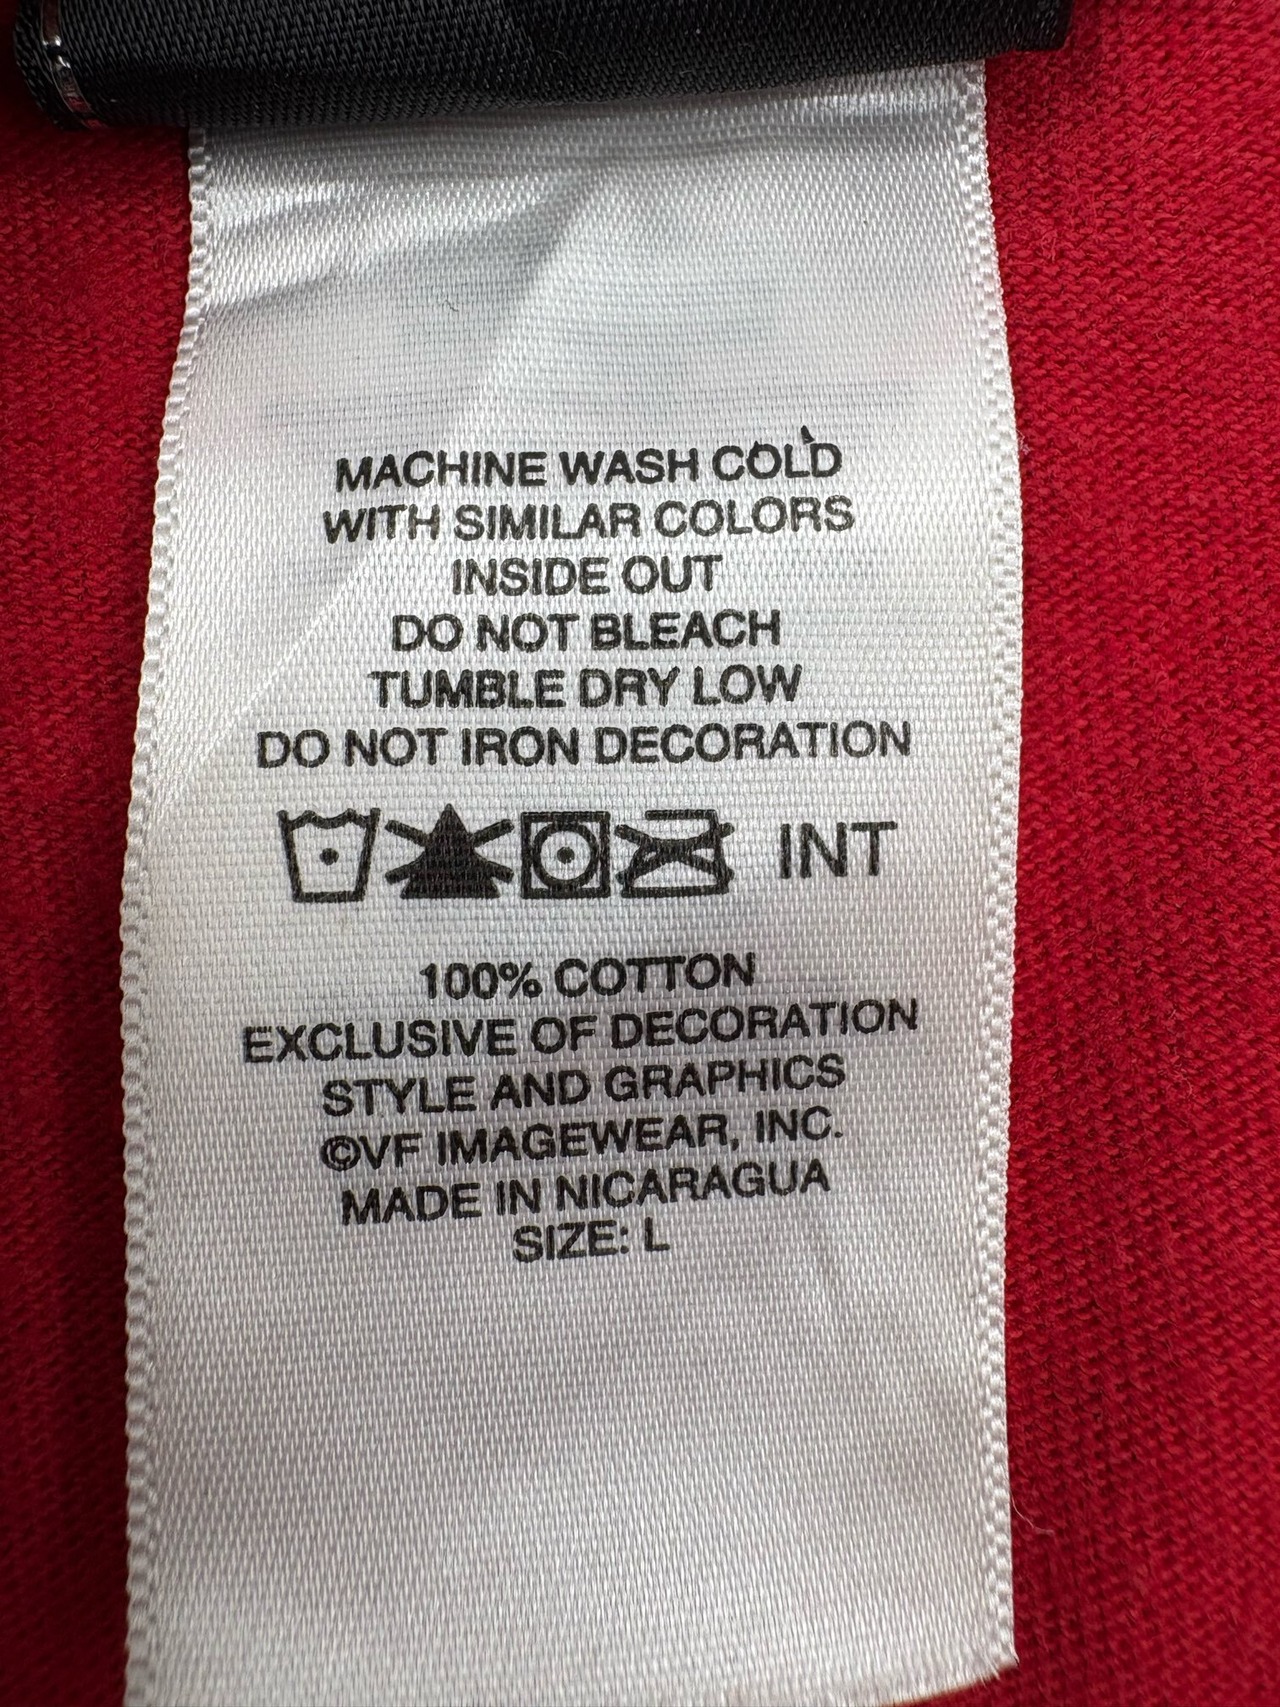 MACHINE WASH COLD
WITH SIMILAR COLORS
INSIDE OUT
DO NOT BLEACH
TUMBLE DRY LOW
DO NOT IRON DECORATION
INT
100% COTTON
EXCLUSIVE OF DECORATION
STYLE AND GRAPHICS
©VF IMAGEWEAR, INC.
MADE IN NICARAGUA
SIZE: L